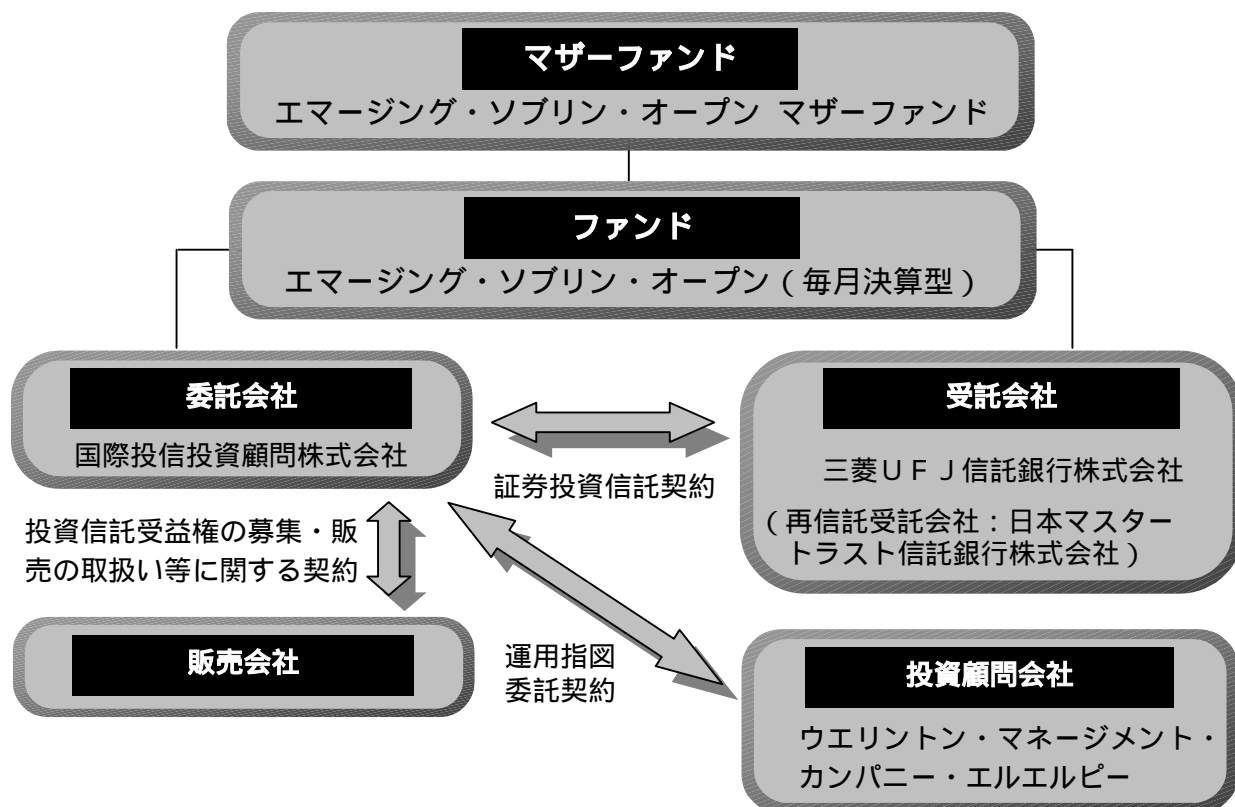 マザーファンド
エマージング・ソブリン・オープン マザーファンド
ファンド
エマージング・ソブリン・オープン（毎月決算型）
委託会社
国際投信投資顧問株式会社
証券投資信託契約
受託会社
三菱ＵＦＪ信託銀行株式会社
（再信託受託会社：日本マスター
トラスト信託銀行株式会社）
投資信託受益権の募集・販
売の取扱い等に関する契約
販売会社
運用指図
委託契約
投資顧問会社
ウエリントン・マネージメント・
カンパニー・エルエルピー